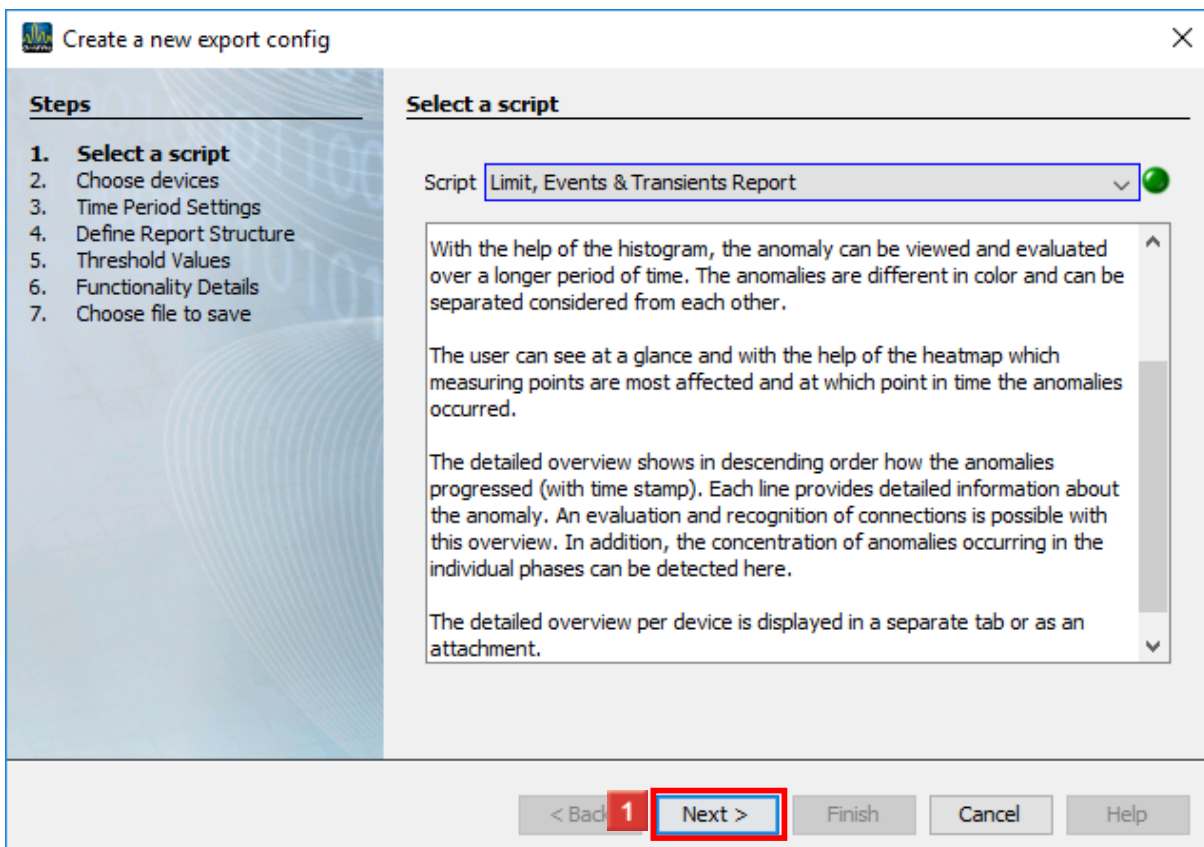 Create a new export config
Steps
1. Select a script
2. Choose devices
3. Time Period Settings
4. Define Report Structure
5. Threshold Values
6. Functionality Details
7. Choose file to save
Select a script
Script Limit, Events & Transients Report
With the help of the histogram, the anomaly can be viewed and evaluated
over a longer period of time. The anomalies are different in color and can be
separated considered from each other.
The user can see at a glance and with the help of the heatmap which
measuring points are most affected and at which point in time the anomalies
occurred.
The detailed overview shows in descending order how the anomalies
progressed (with time stamp). Each line provides detailed information about
the anomaly. An evaluation and recognition of connections is possible with
this overview. In addition, the concentration of anomalies occurring in the
individual phases can be detected here.
The detailed overview per device is displayed in a separate tab or as an
attachment.
< Back 1 Next > Finish Cancel Help